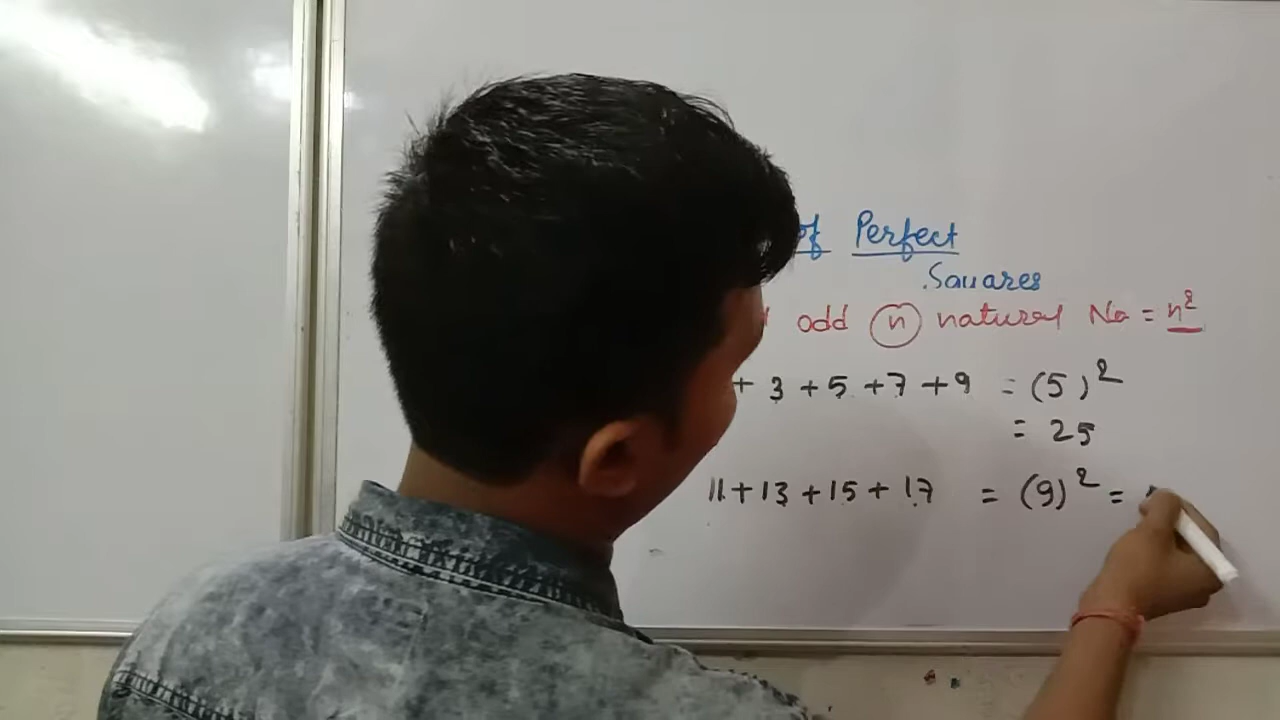 of Perfect
Squares
odd n natural No = n²
+ 3 + 5 + 7 + 9 = (5)²
= 25
11 + 13 + 15 + 17 = (9)² =